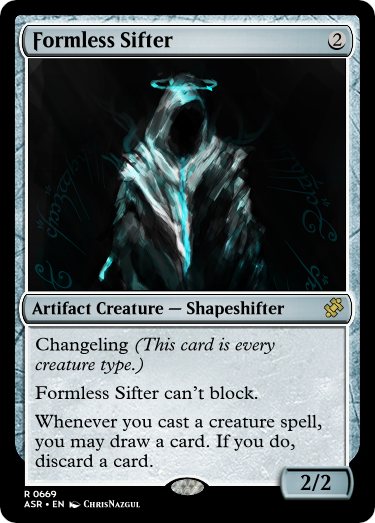 Formless Sifter
2
Artifact Creature — Shapeshifter
Changeling (This card is every
creature type.)
Formless Sifter can't block.
Whenever you cast a creature spell,
you may draw a card. If you do,
discard a card.
2/2
R 0669
ASR • EN ChrisNazgul